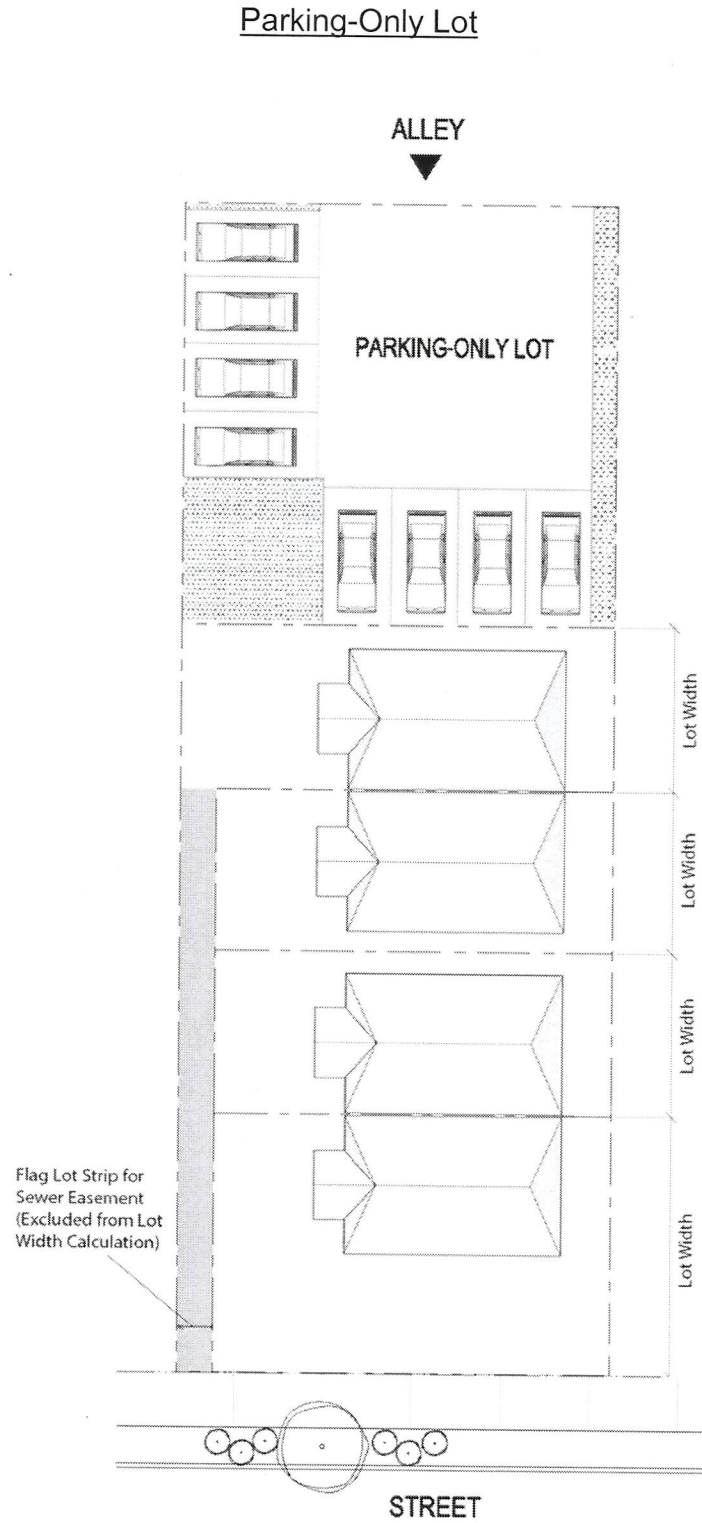 Parking-Only Lot
ALLEY
PARKING-ONLY LOT
Lot Width
Lot Width
Lot Width
Lot Width
Flag Lot Strip for
Sewer Easement
(Excluded from Lot
Width Calculation)
STREET